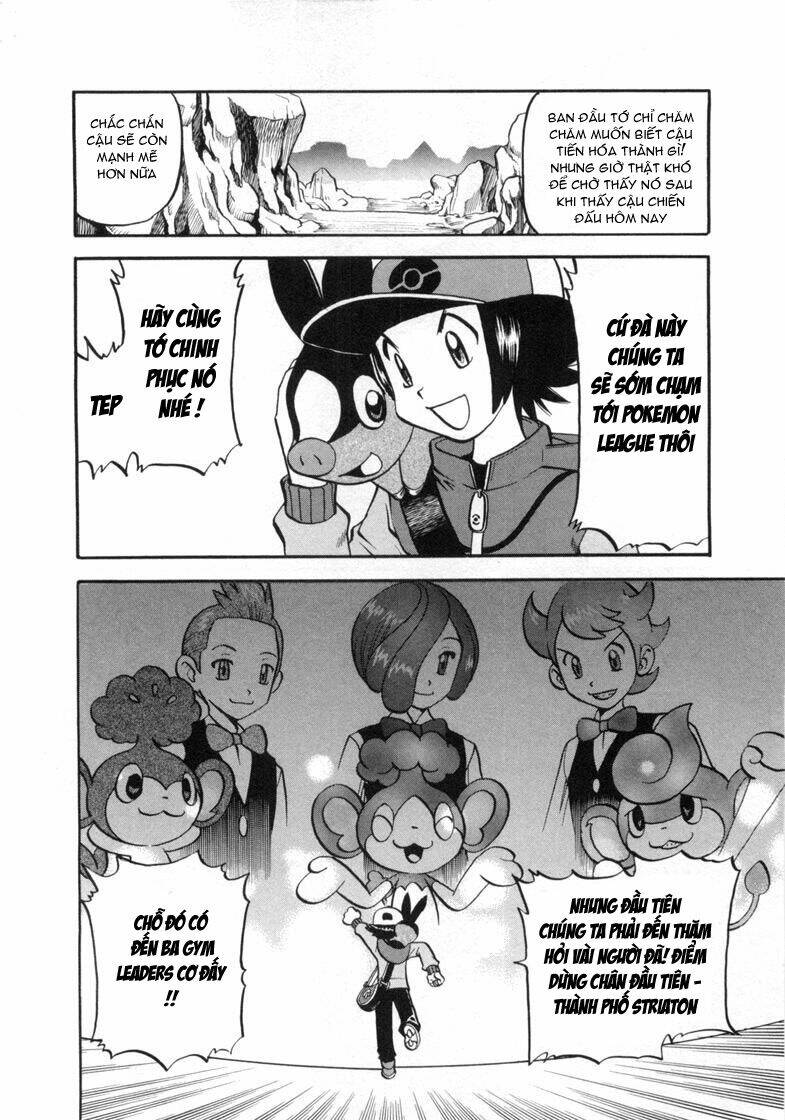 BAN ĐẦU TỚ CHỈ CHĂM
CHĂM MUỐN BIẾT CẬU
TIẾN HÓA THÀNH GÌ!
NHƯNG GIỜ THẬT KHÓ
ĐỂ CHỜ THẤY NÓ SAU
KHI THẤY CẬU CHIẾN
ĐẤU HÔM NAY
CHẮC CHẮN
CẬU SẼ CÒN
MẠNH MẼ
HƠN NỮA
CỨ ĐÀ NÀY
CHÚNG TA
SẼ SỚM CHẠM
TỚI POKEMON
LEAGUE THÔI
HÃY CÙNG
TỚ CHINH
PHỤC NÓ
NHÉ !
TEP
NHƯNG ĐẦU TIÊN
CHÚNG TA PHẢI ĐẾN THĂM
HỎI VÀI NGƯỜI ĐÃ! ĐIỂM
DỪNG CHÂN ĐẦU TIÊN -
THÀNH PHỐ STRIATON
CHỖ ĐÓ CÓ
ĐẾN BA GYM
LEADERS CƠ ĐẤY
!!